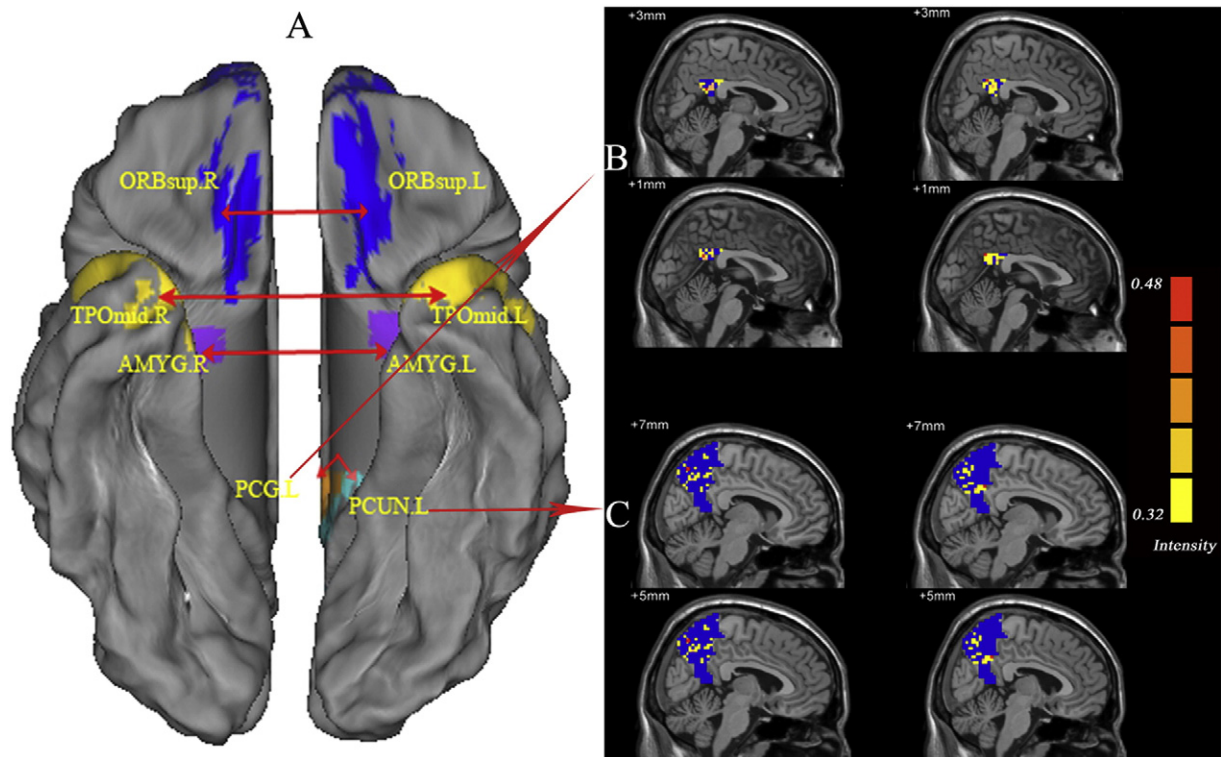 A
ORBsup.R
ORBsup.L
TPOmid.R
TPOmid.L
AMYG.R
AMYG.L
PCG.L
PCUN.L
B
+3mm
+3mm
+1mm
+1mm
C
+7mm
+7mm
+5mm
+5mm
0.48
0.32
Intensity